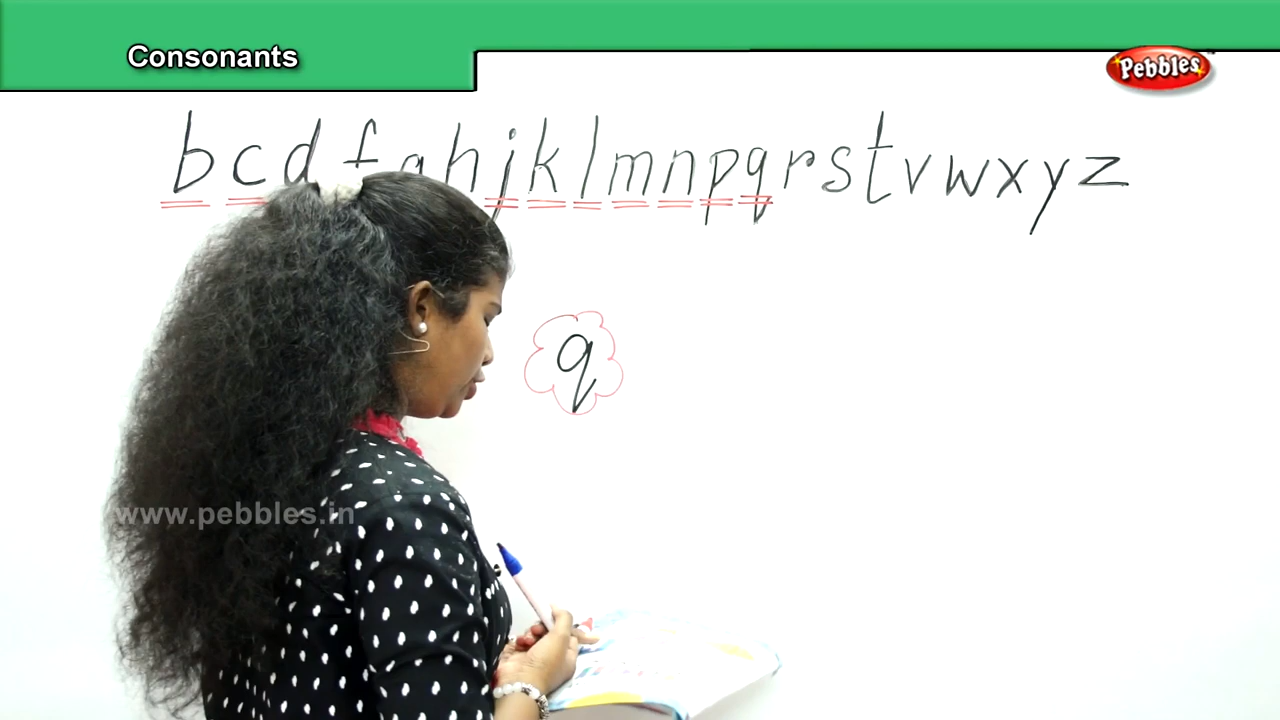 Consonants
Pebbles
b c d f g h j k l m n p q r s t v w x y z
q
www.pebbles.in